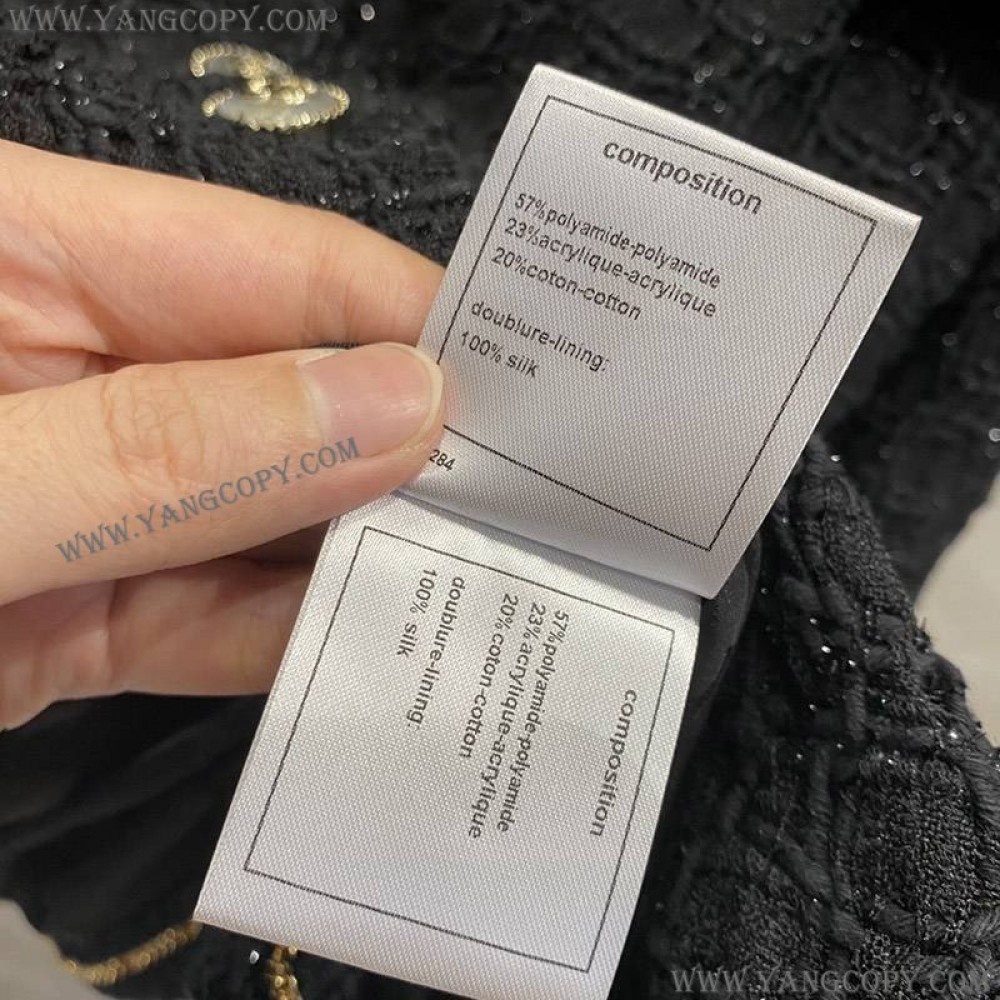 WWW.YANGCOPY.COM
composition
57%polyamide-polyamide
23%acrylique-acrylique
20%coton-cotton
doublure-lining:
100% silk
284
WWW.YANGCOPY.COM
composition
57%polyamide-polyamide
23%acrylique-acrylique
20%coton-cotton
doublure-lining:
100% silk
WWW.YANGCOPY.COM